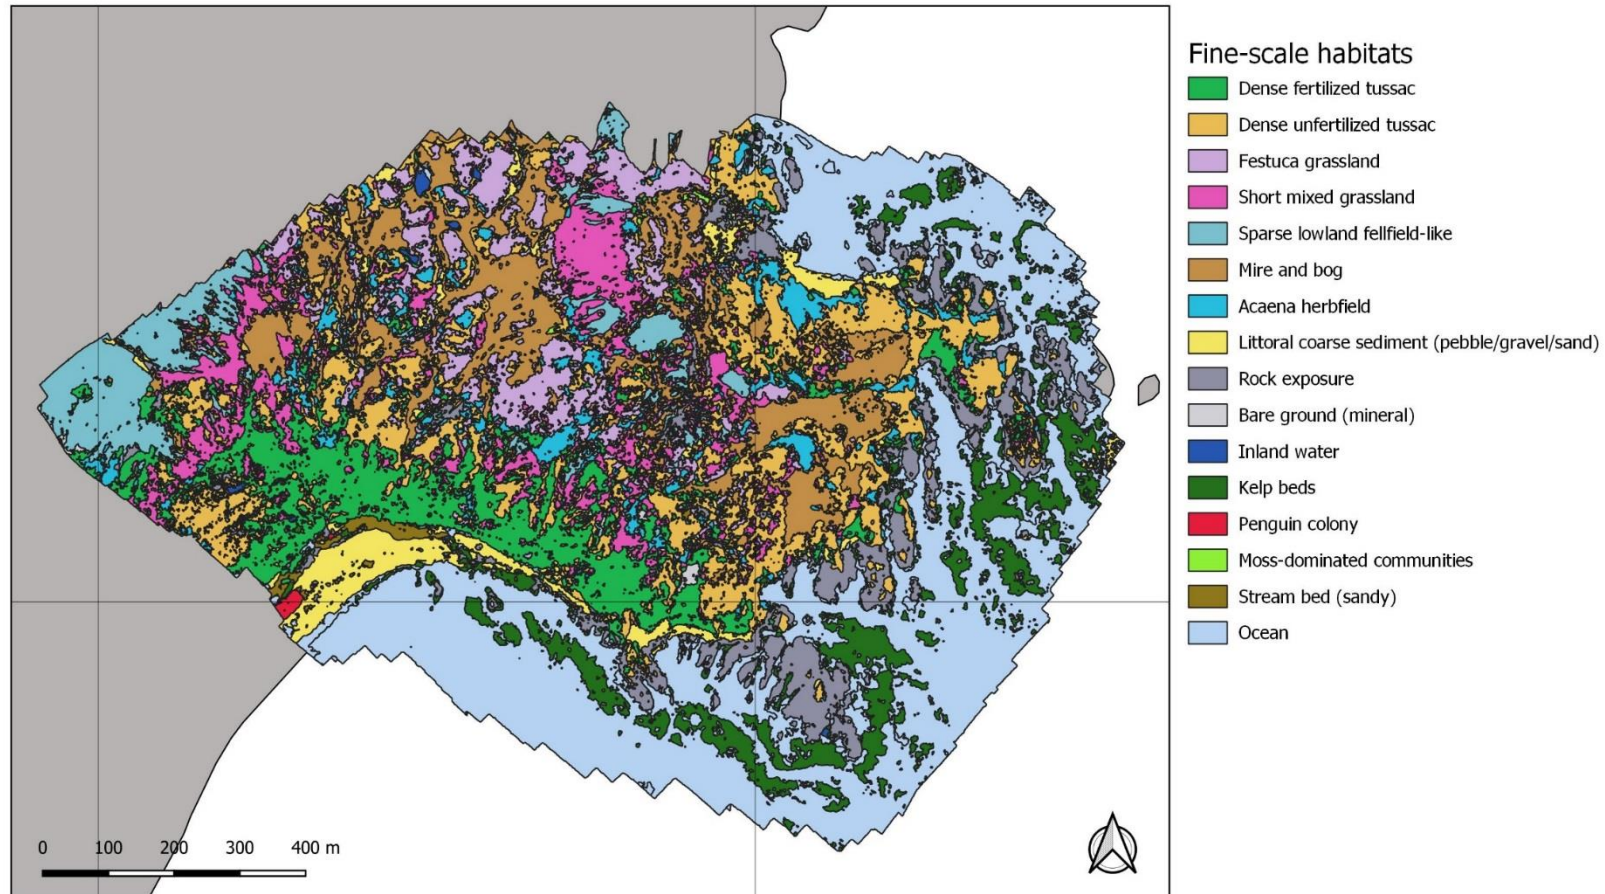 Fine-scale habitats
Dense fertilized tussac
Dense unfertilized tussac
Festuca grassland
Short mixed grassland
Sparse lowland fellfield-like
Mire and bog
Acaena herbfield
Littoral coarse sediment (pebble/gravel/sand)
Rock exposure
Bare ground (mineral)
Inland water
Kelp beds
Penguin colony
Moss-dominated communities
Stream bed (sandy)
Ocean
0 100 200 300 400 m